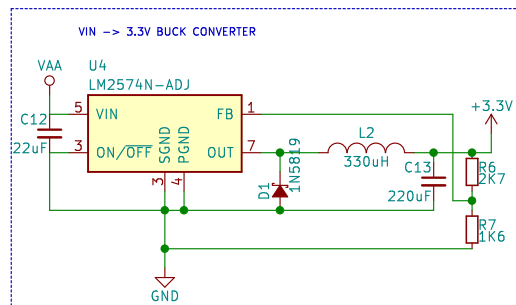 VIN -> 3.3V BUCK CONVERTER
VAA
U4
LM2574N-ADJ
5
VIN
FB
1
+3.3V
C12
22uF
3
ON/OFF
SGND
PGND
OUT
7
L2
330uH
3
4
D1
1N5819
C13
220uF
R6
2K7
R7
1K6
GND